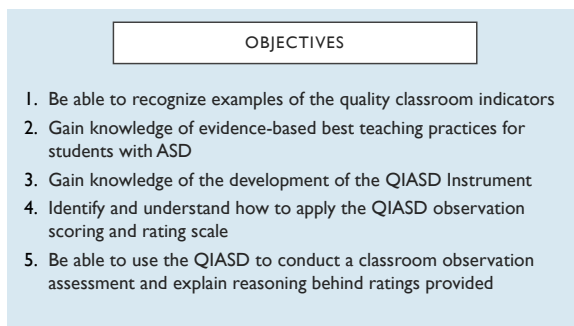 OBJECTIVES
1. Be able to recognize examples of the quality classroom indicators
2. Gain knowledge of evidence-based best teaching practices for
students with ASD
3. Gain knowledge of the development of the QIASD Instrument
4. Identify and understand how to apply the QIASD observation
scoring and rating scale
5. Be able to use the QIASD to conduct a classroom observation
assessment and explain reasoning behind ratings provided